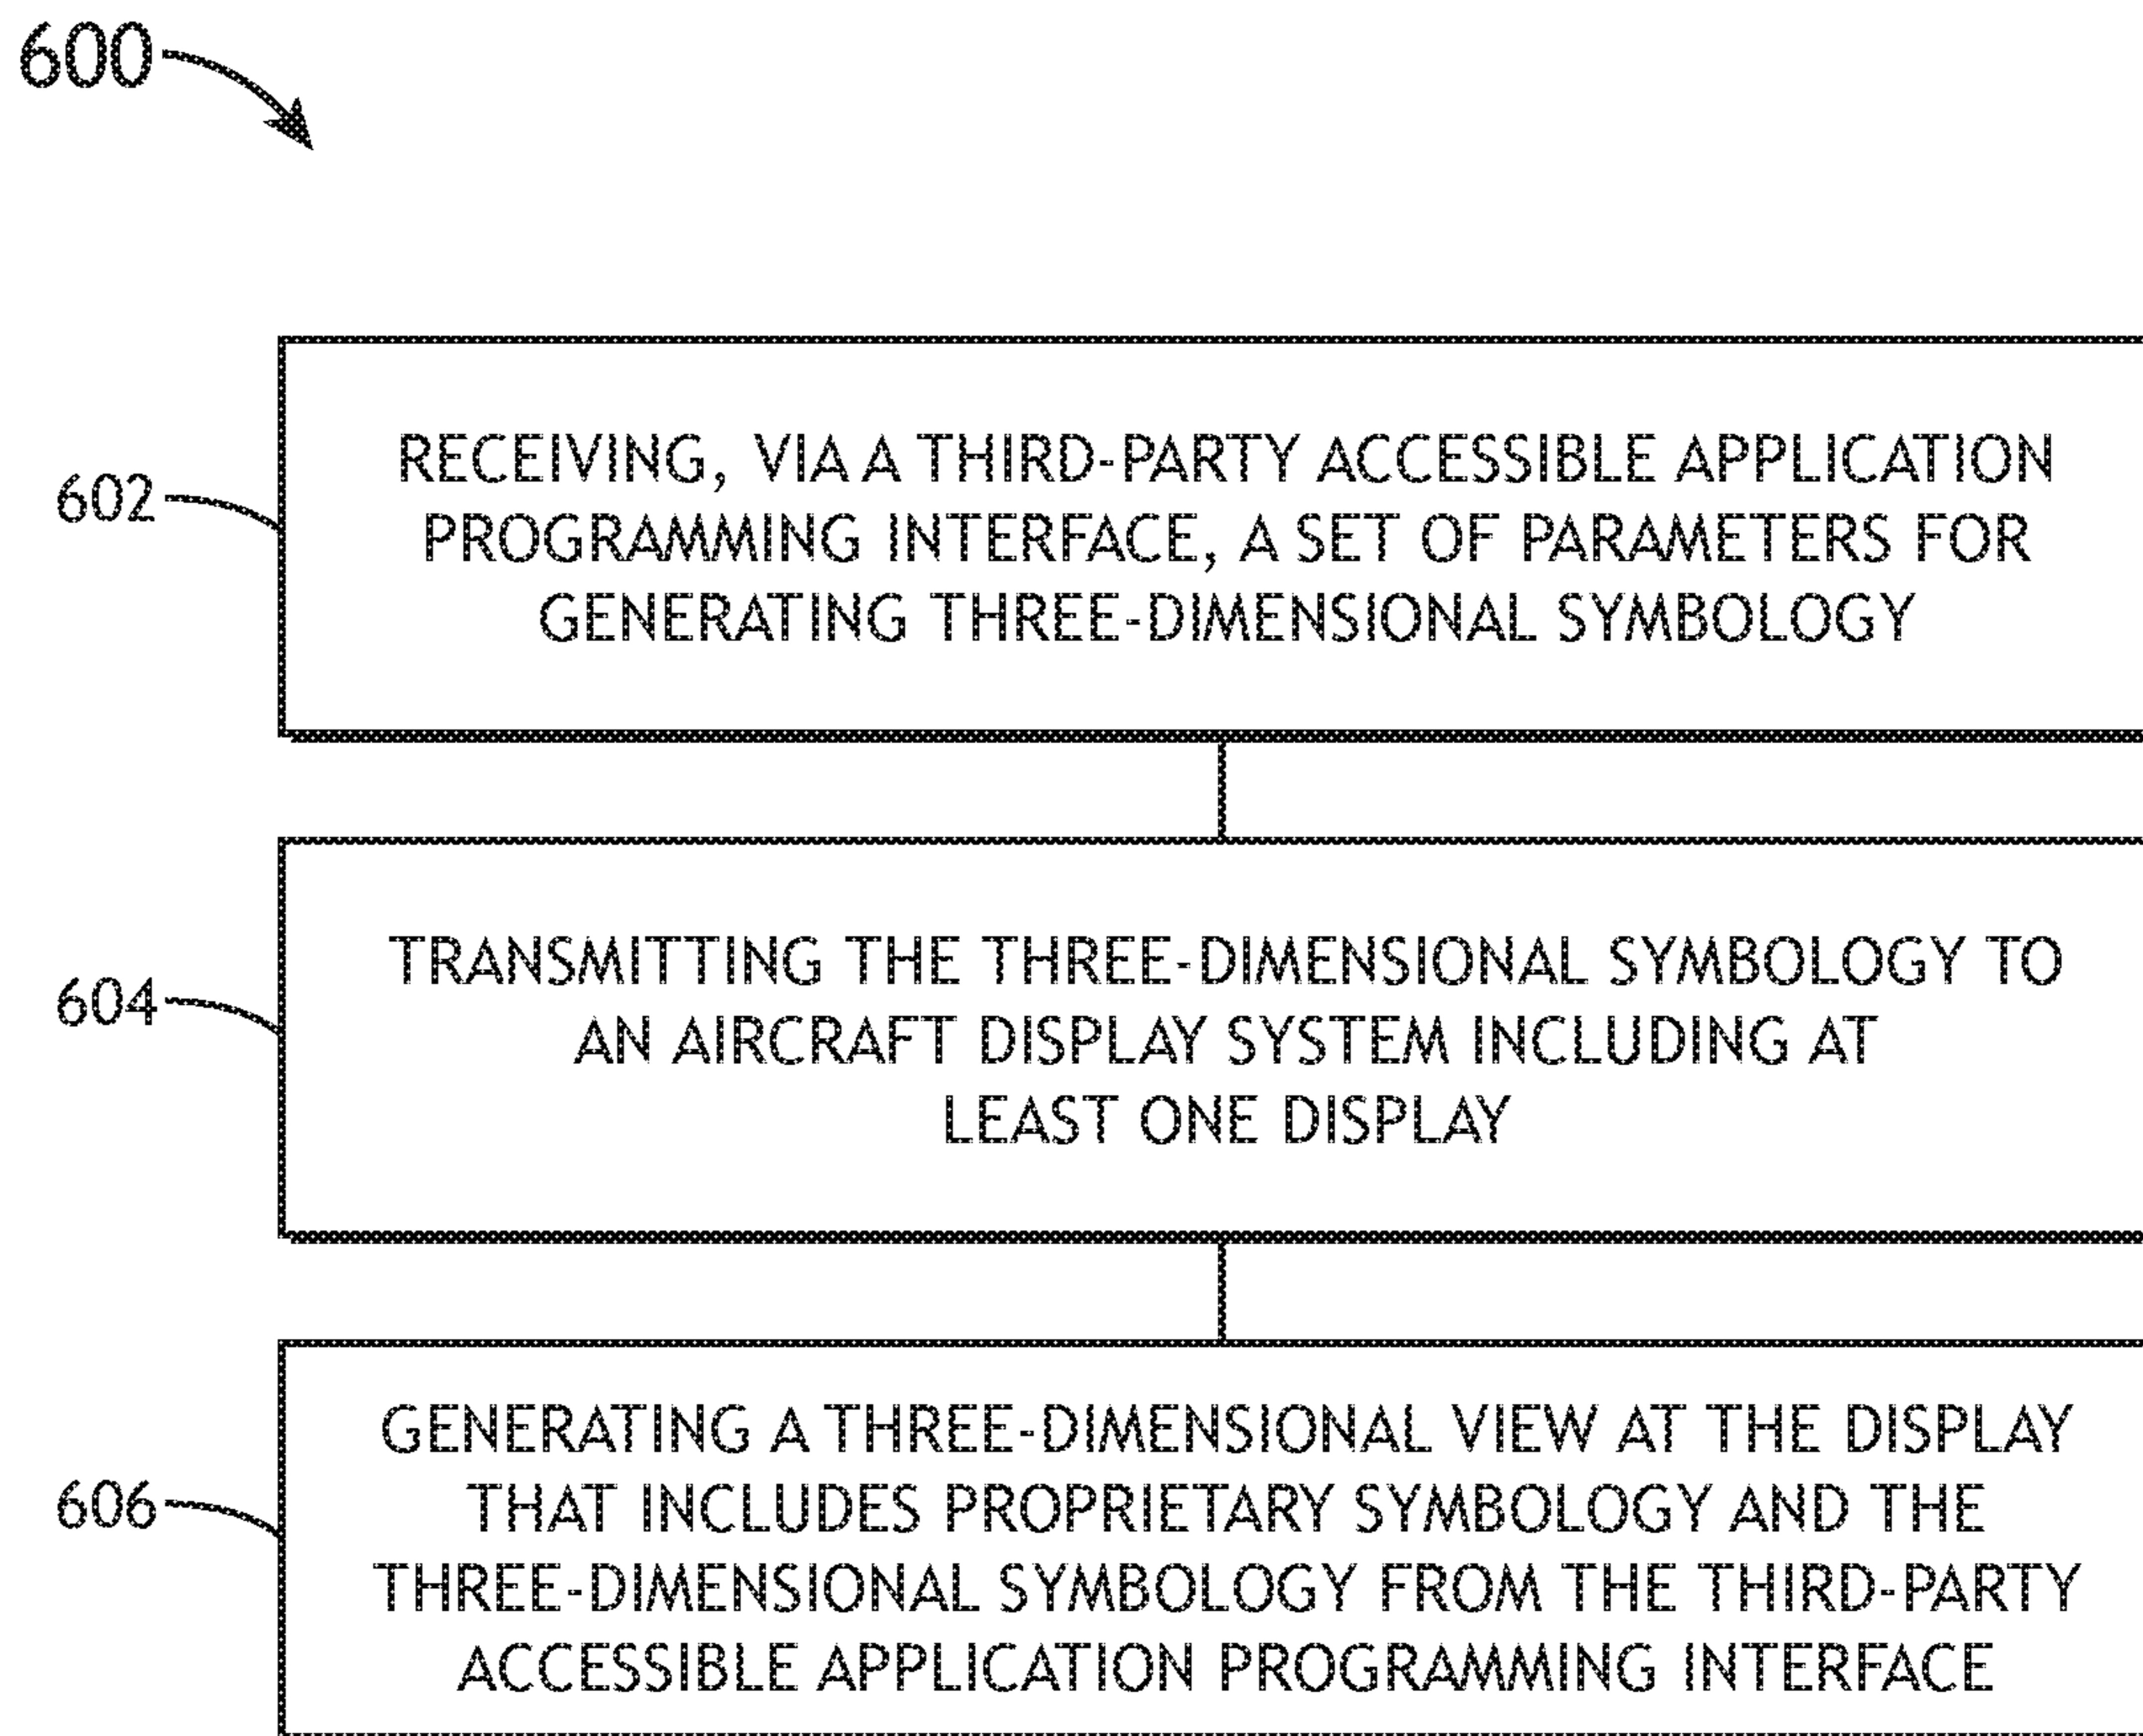 600
602
RECEIVING, VIA A THIRD-PARTY ACCESSIBLE APPLICATION
PROGRAMMING INTERFACE, A SET OF PARAMETERS FOR
GENERATING THREE-DIMENSIONAL SYMBOLOGY
604
TRANSMITTING THE THREE-DIMENSIONAL SYMBOLOGY TO
AN AIRCRAFT DISPLAY SYSTEM INCLUDING AT
LEAST ONE DISPLAY
606
GENERATING A THREE-DIMENSIONAL VIEW AT THE DISPLAY
THAT INCLUDES PROPRIETARY SYMBOLOGY AND THE
THREE-DIMENSIONAL SYMBOLOGY FROM THE THIRD-PARTY
ACCESSIBLE APPLICATION PROGRAMMING INTERFACE